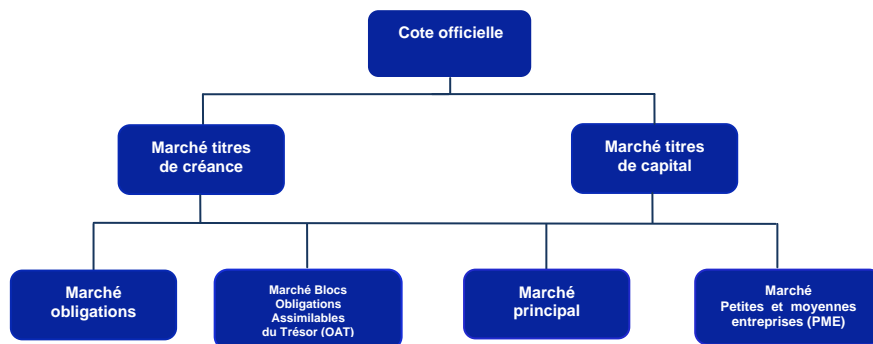 Cote officielle
Marché titres
de créance
Marché titres
de capital
Marché
obligations
Marché Blocs
Obligations
Assimilables
du Trésor (OAT)
Marché
principal
Marché
Petites et moyennes
entreprises (PME)